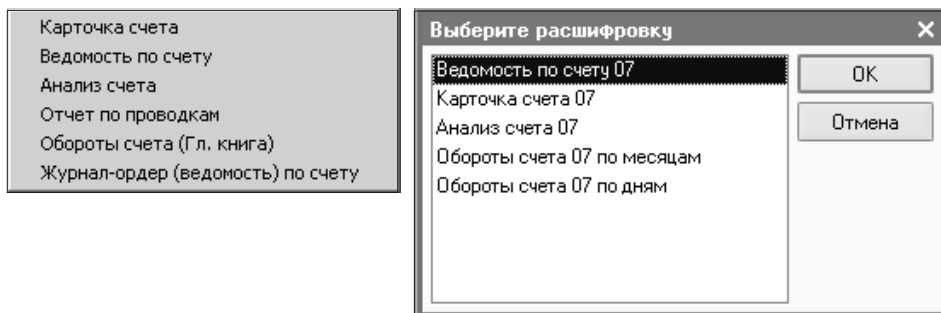 Карточка счета
Ведомость по счету
Анализ счета
Отчет по проводкам
Обороты счета (Гл. книга)
Журнал-ордер (ведомость) по счету
Выберите расшифровку
Ведомость по счету 07
Карточка счета 07
Анализ счета 07
Обороты счета 07 по месяцам
Обороты счета 07 по дням
OK
Отмена